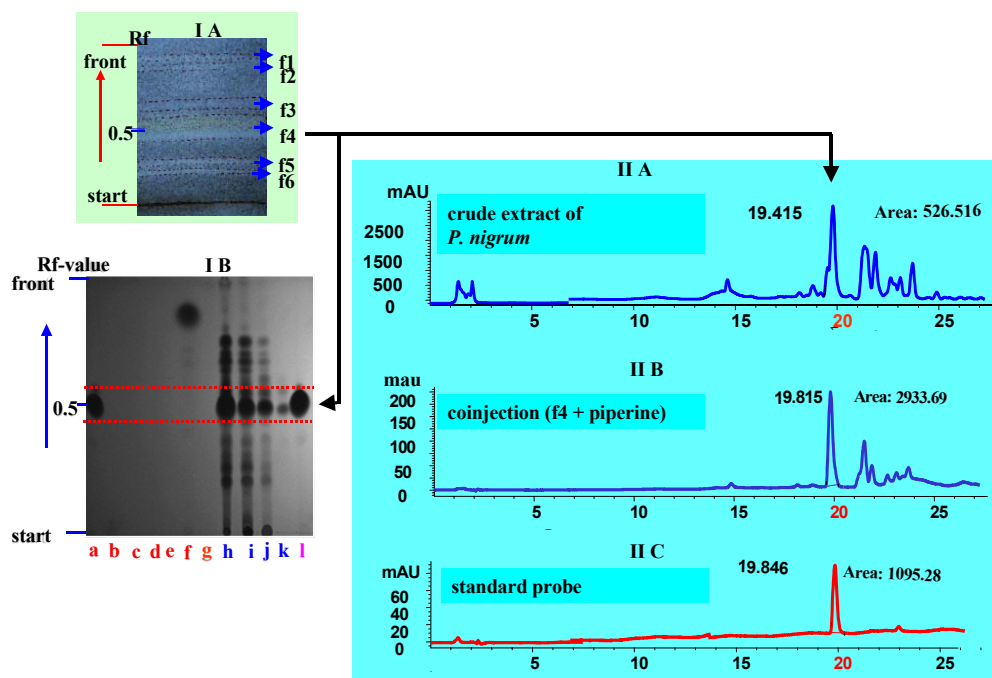 I A
Rf
front
f1
f2
f3
0.5
f4
f5
f6
start
Rf-value
I B
front
0.5
start
a b c d e f g h i j k l
II A
mAU
crude extract of
P. nigrum
19.415
Area: 526.516
2500
1500
500
0
5 10 15 20 25
II B
mau
coinjection (f4 + piperine)
19.815
Area: 2933.69
200
150
100
50
0
5 10 15 20 25
II C
mAU
standard probe
19.846
Area: 1095.28
60
40
20
0
5 10 15 20 25